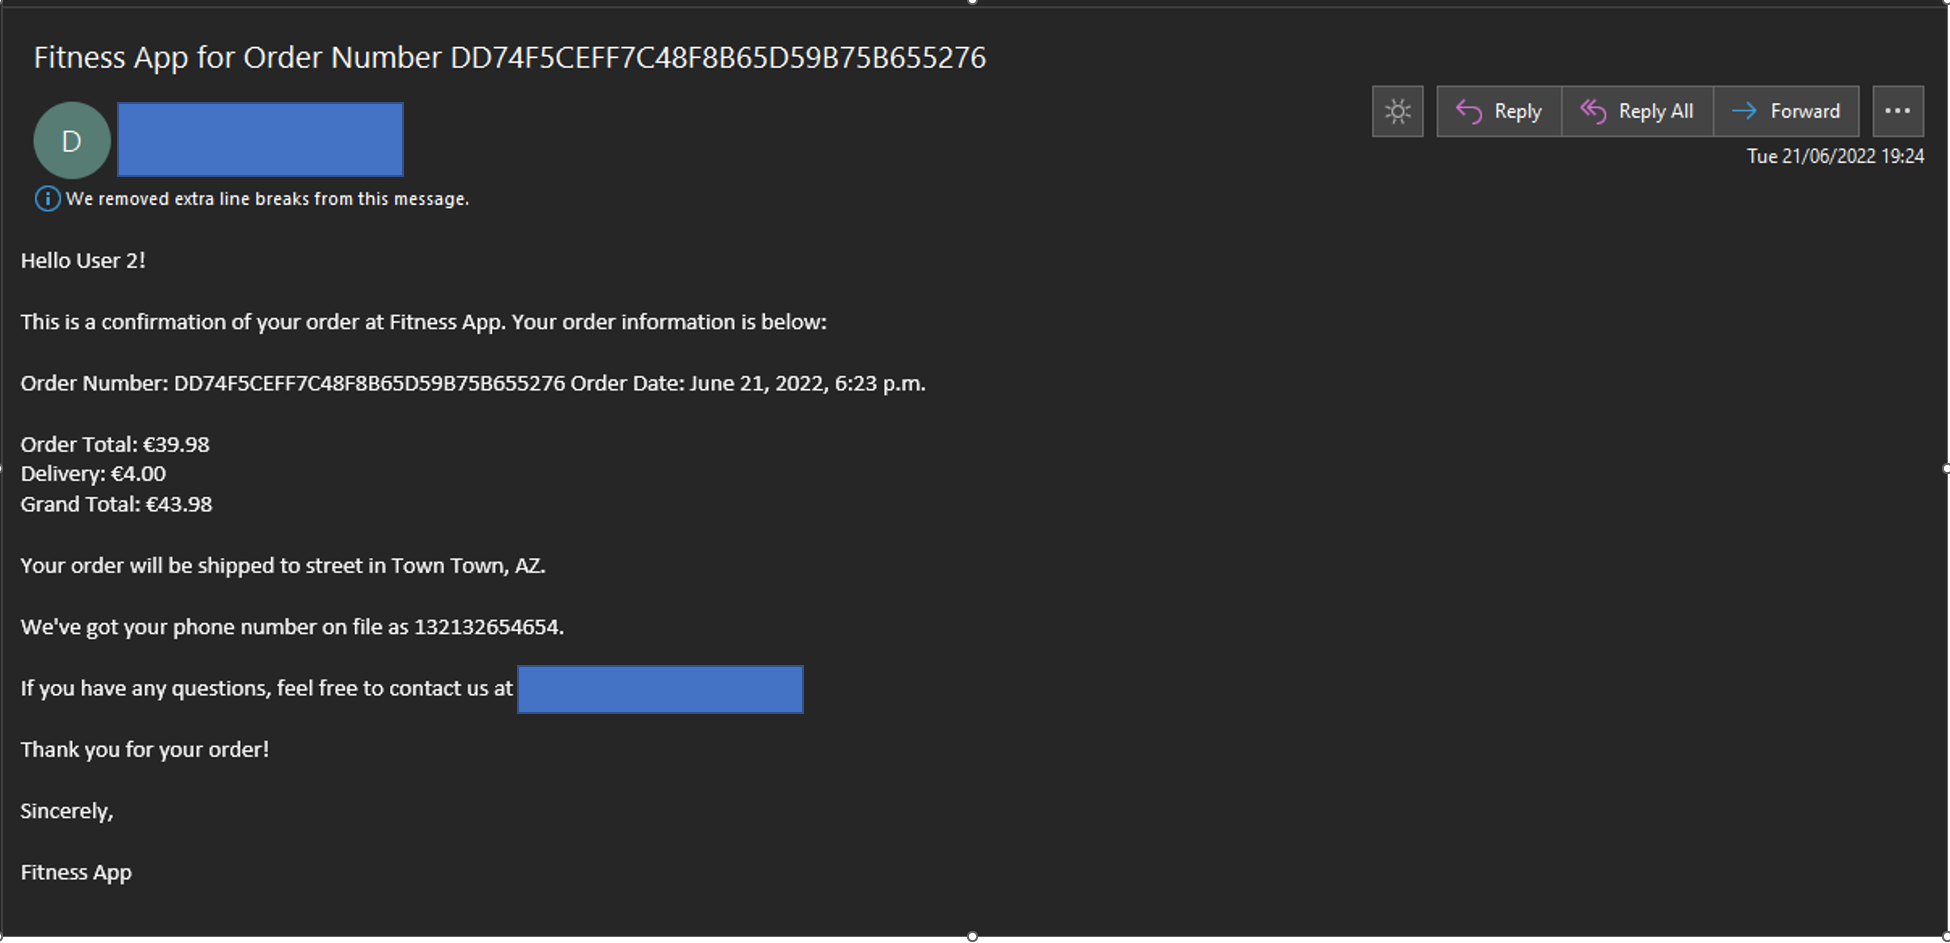 Fitness App for Order Number DD74F5CEFF7C48F8B65D59B75B655276
D
Reply
Reply All
Forward
Tue 21/06/2022 19:24
We removed extra line breaks from this message.
Hello User 2!
This is a confirmation of your order at Fitness App. Your order information is below:
Order Number: DD74F5CEFF7C48F8B65D59B75B655276 Order Date: June 21, 2022, 6:23 p.m.
Order Total: €39.98
Delivery: €4.00
Grand Total: €43.98
Your order will be shipped to street in Town Town, AZ.
We've got your phone number on file as 132132654654.
If you have any questions, feel free to contact us at
Thank you for your order!
Sincerely,
Fitness App